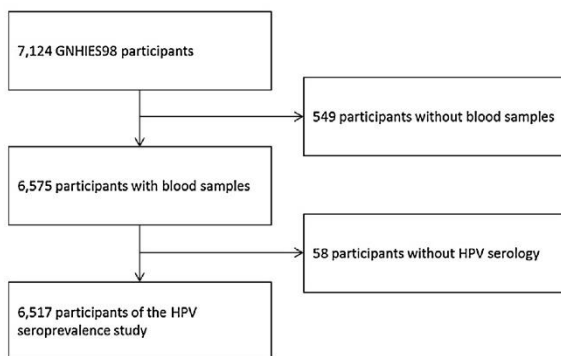 7,124 GNHIES98 participants
549 participants without blood samples
6,575 participants with blood samples
58 participants without HPV serology
6,517 participants of the HPV
seroprevalence study